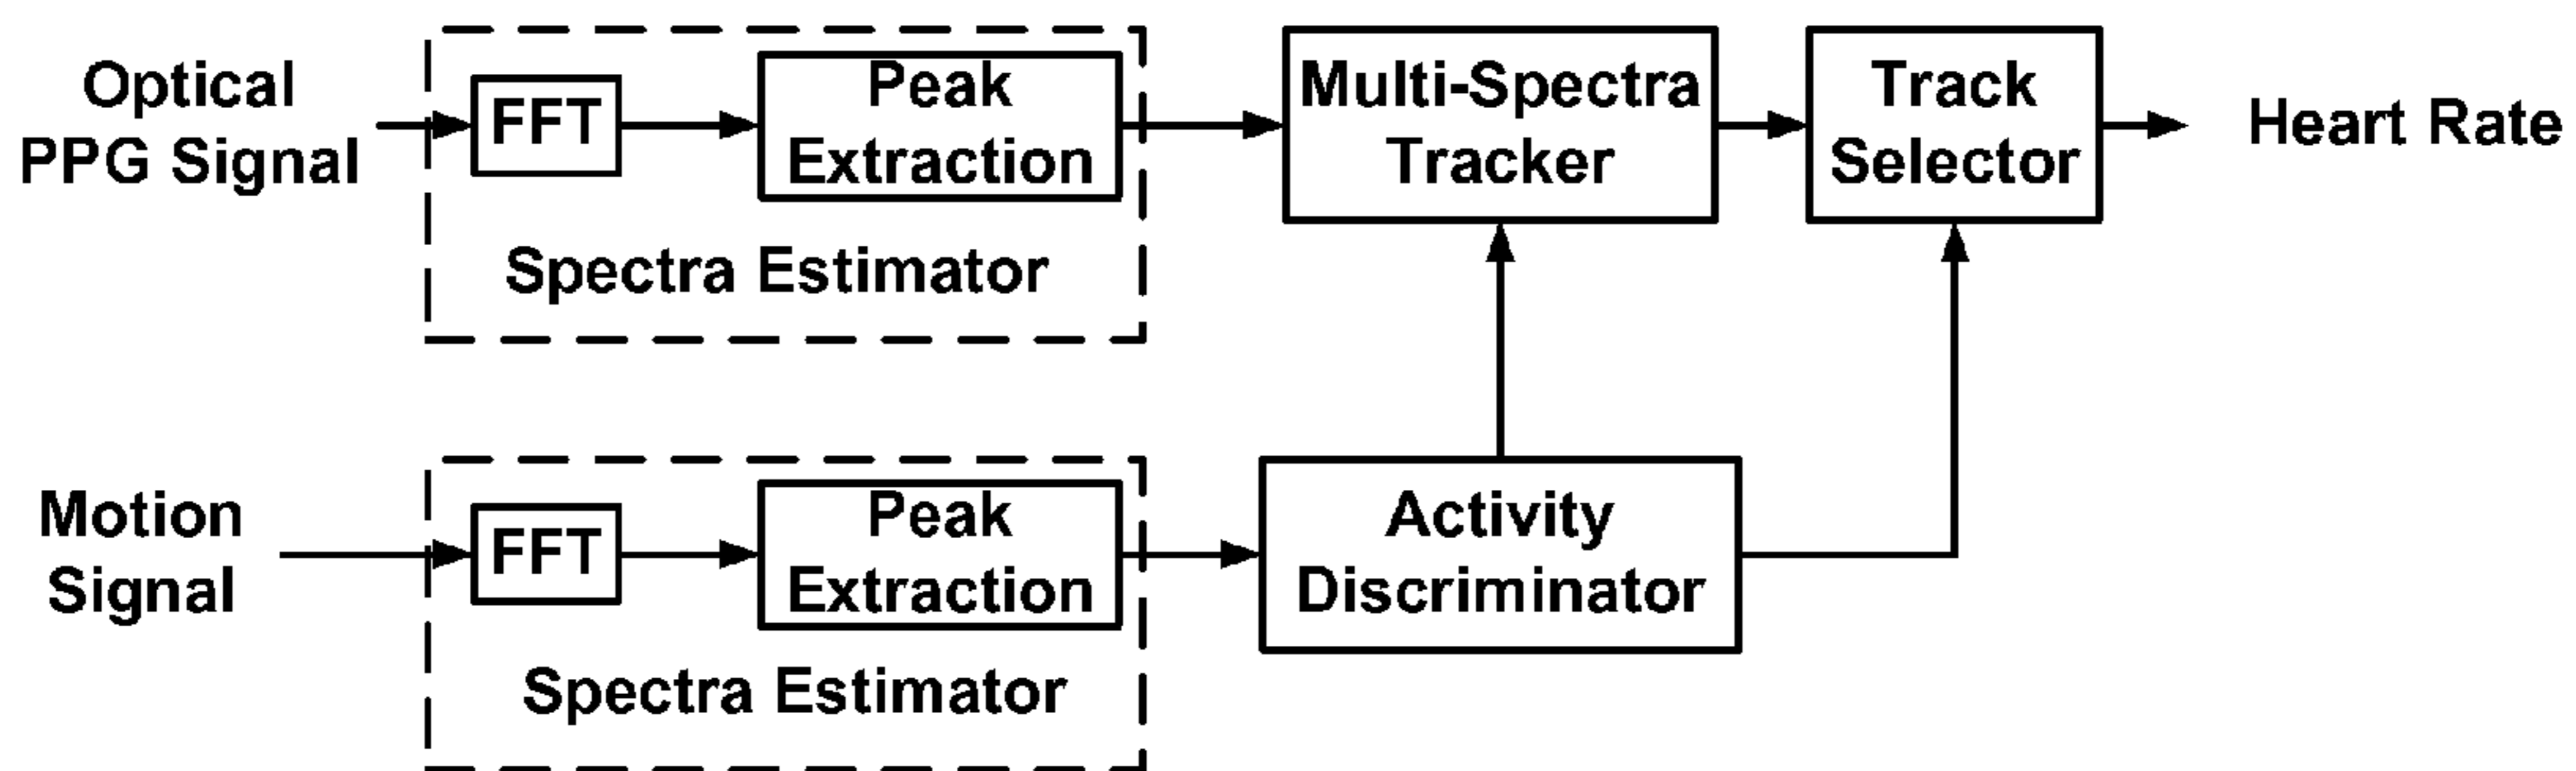 Optical
PPG Signal
FFT
Peak
Extraction
Spectra Estimator
Multi-Spectra
Tracker
Track
Selector
Heart Rate
Motion
Signal
FFT
Peak
Extraction
Spectra Estimator
Activity
Discriminator